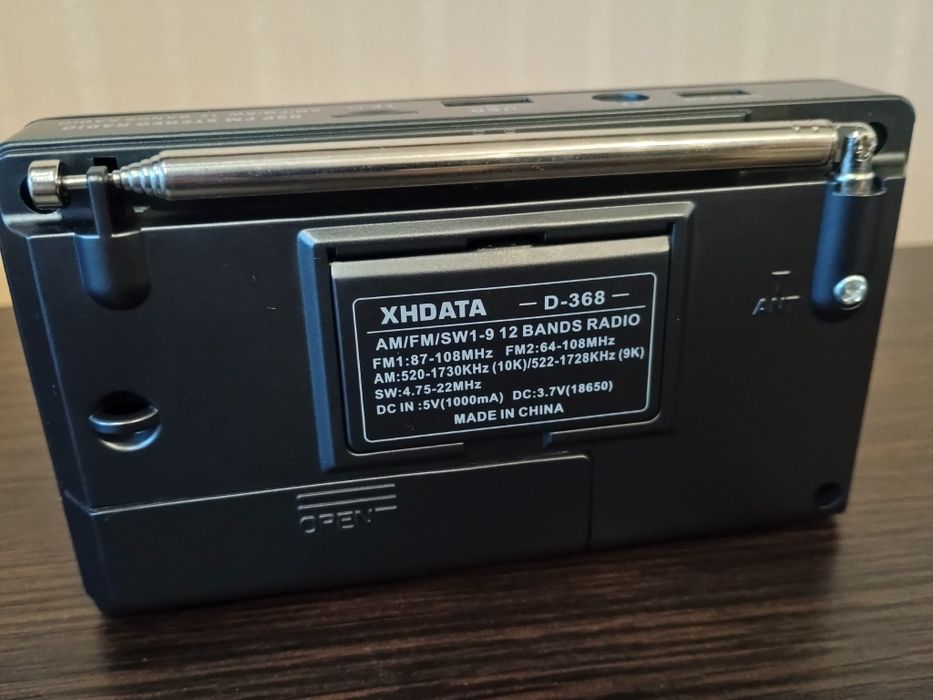 XHDATA — D-368 —
AM/FM/SW1-9 12 BANDS RADIO
FM1:87-108MHz FM2:64-108MHz
AM:520-1730KHz (10K)/522-1728KHz (9K)
SW:4.75-22MHz
DC IN :5V(1000mA) DC:3.7V(18650)
MADE IN CHINA
ANT
OPEN